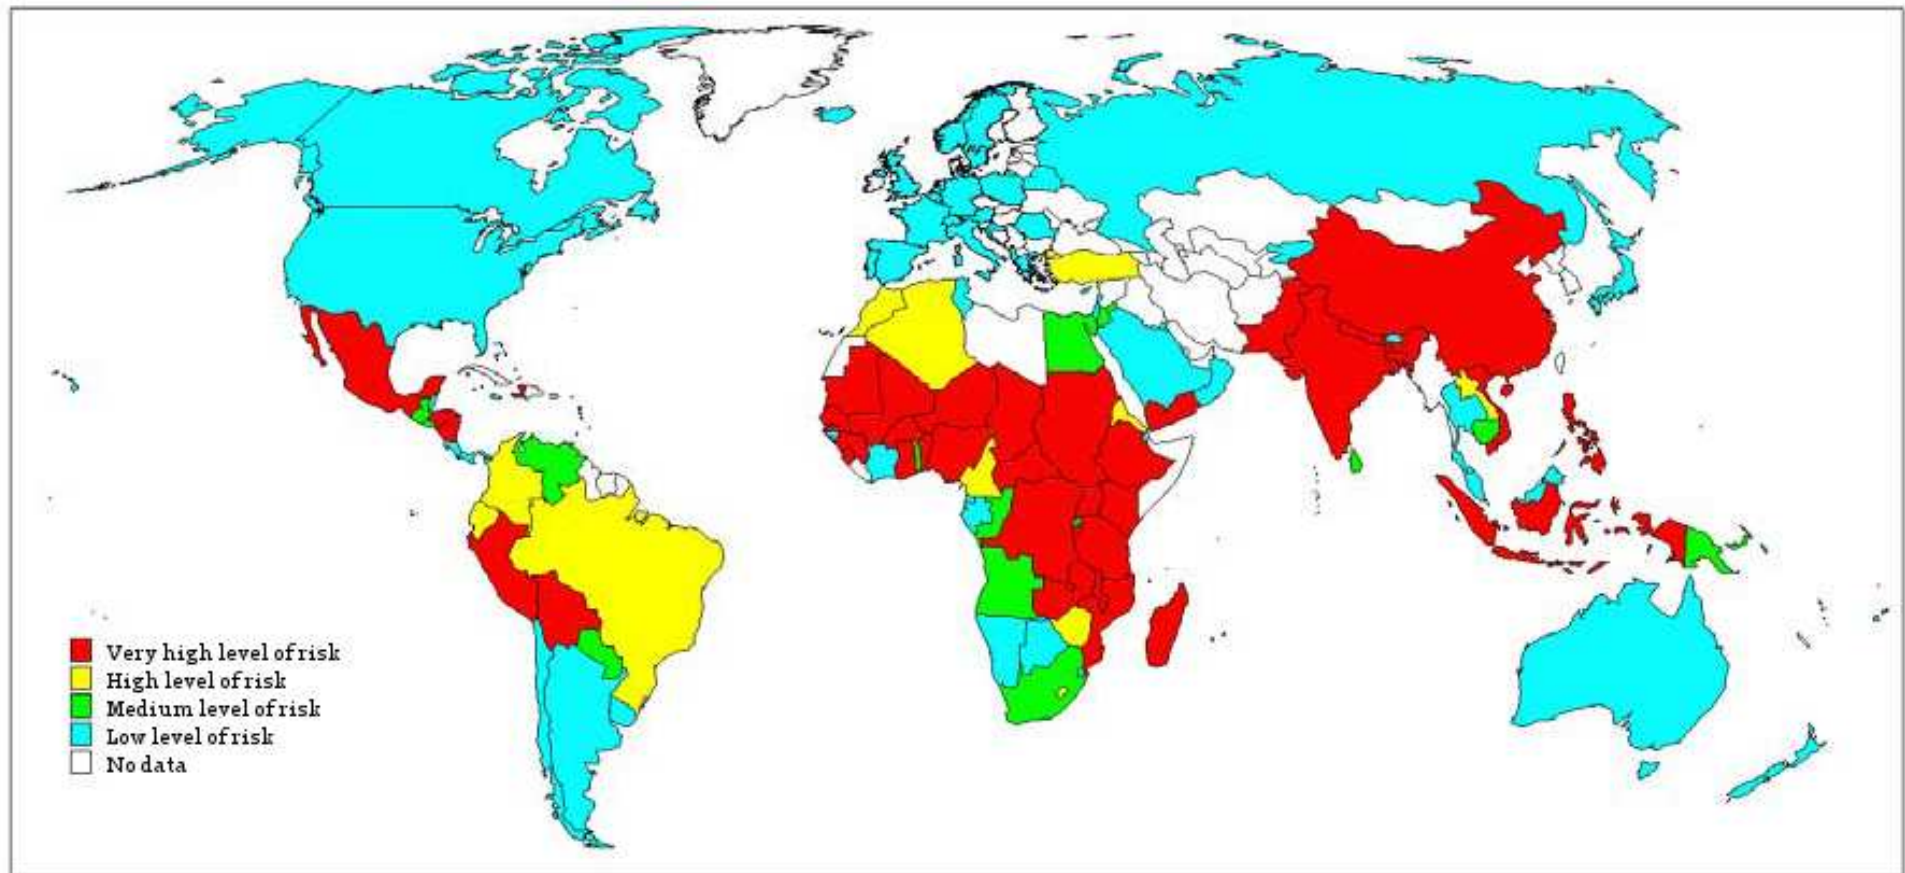 Very high level of risk
High level of risk
Medium level of risk
Low level of risk
No data